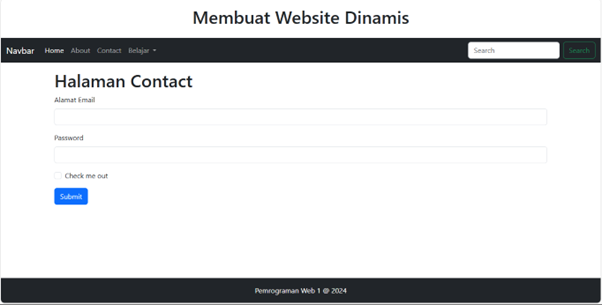 Membuat Website Dinamis
Navbar Home About Contact Belajar Search Search
Halaman Contact
Alamat Email
Password
Check me out
Submit
Pemrograman Web 1 @ 2024